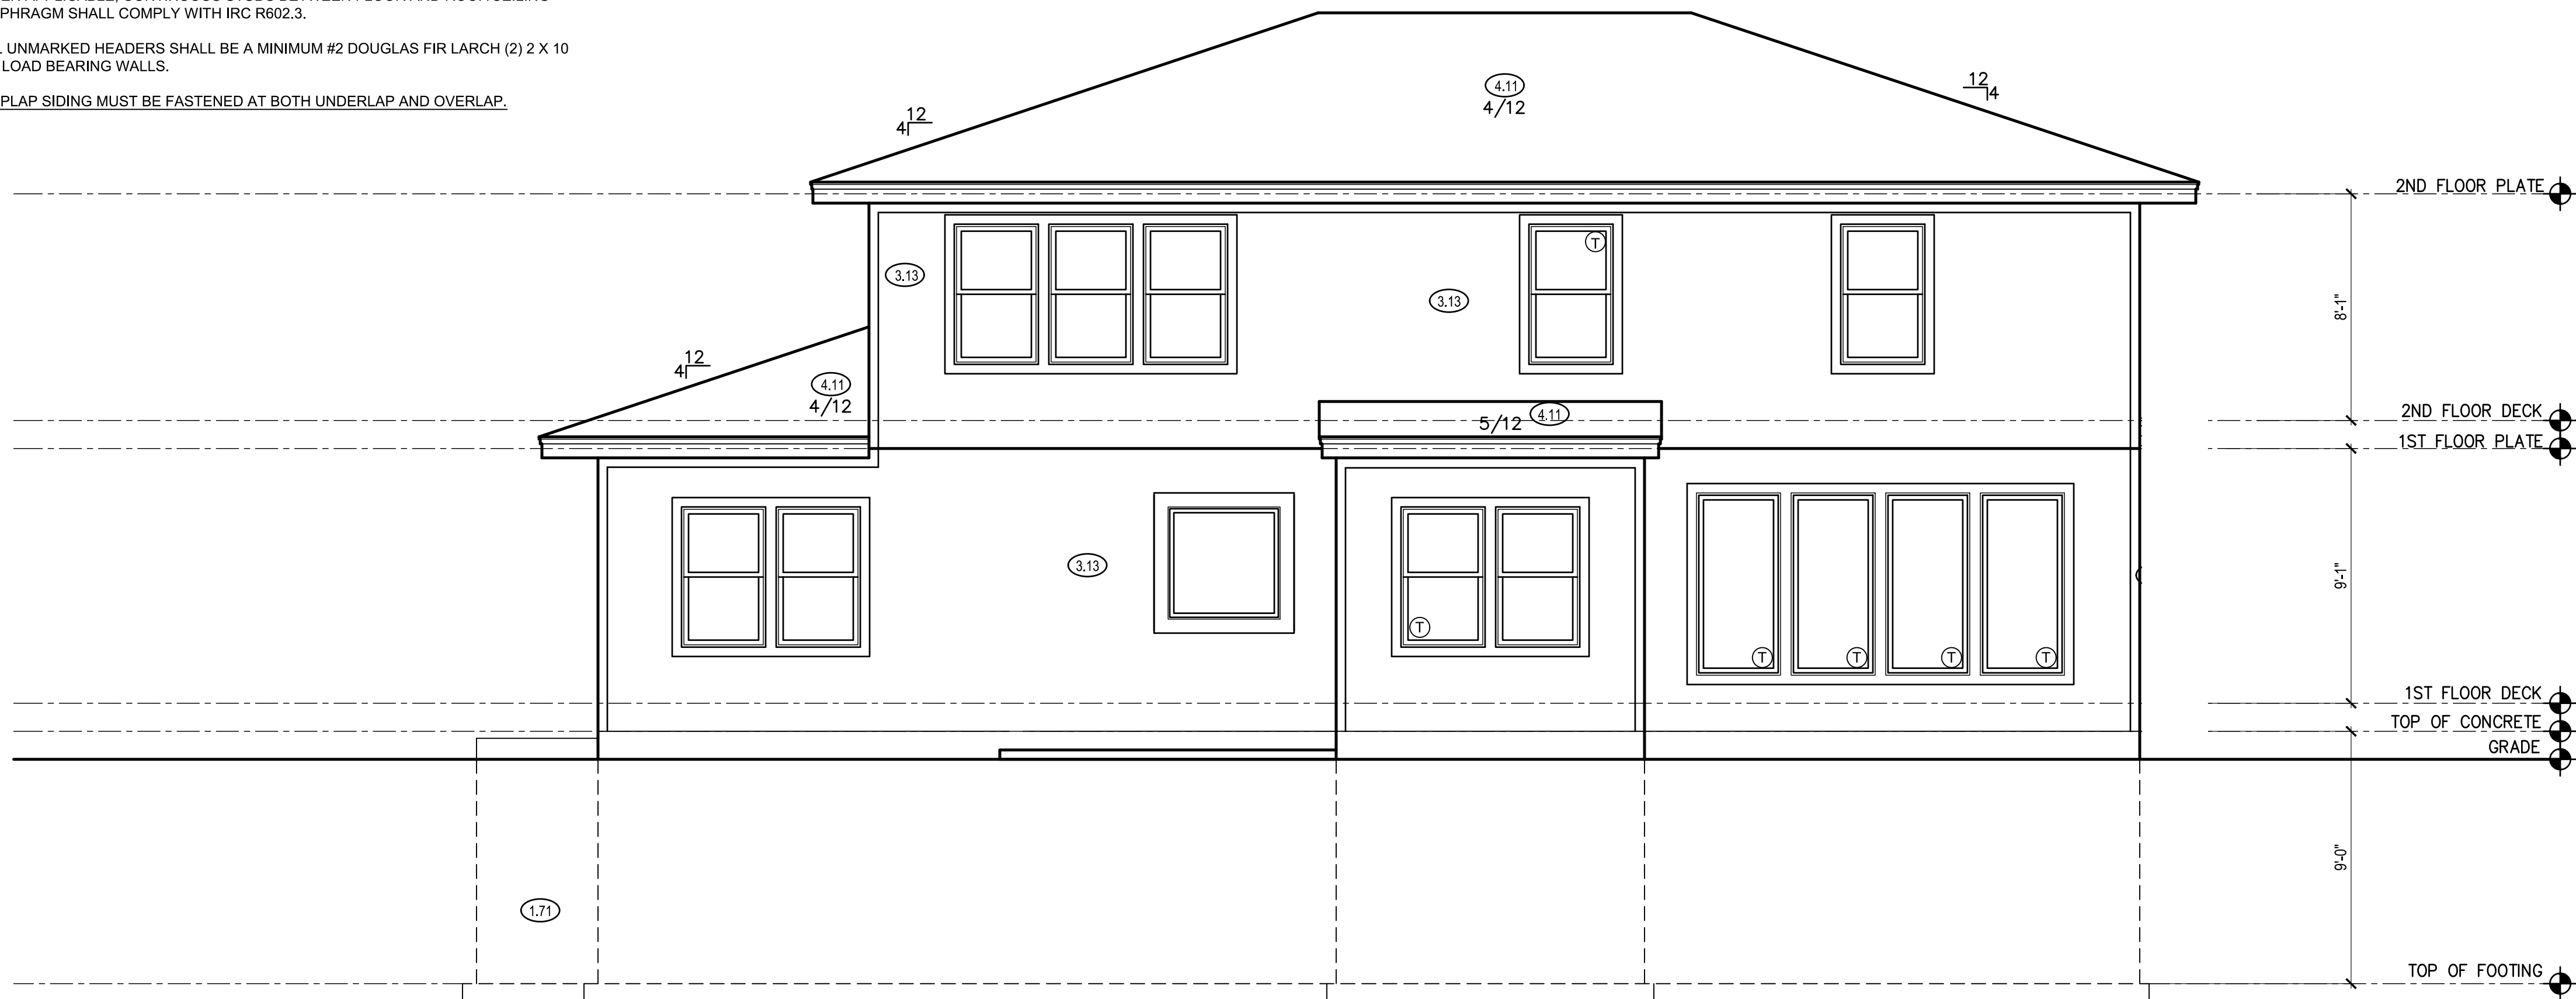 PHRAGM SHALL COMPLY WITH IRC R602.3.
UNMARKED HEADERS SHALL BE A MINIMUM #2 DOUGLAS FIR LARCH (2) 2 X 10
LOAD BEARING WALLS.
PLAP SIDING MUST BE FASTENED AT BOTH UNDERLAP AND OVERLAP.
4.11
4/12
12
4
12
4
2ND FLOOR PLATE
3.13
T
3.13
8'-1"
12
4
4.11
4/12
5/12 4.11
2ND FLOOR DECK
1ST FLOOR PLATE
3.13
9'-1"
T
T
T
T
T
1ST FLOOR DECK
TOP OF CONCRETE
GRADE
9'-0"
1.71
TOP OF FOOTING